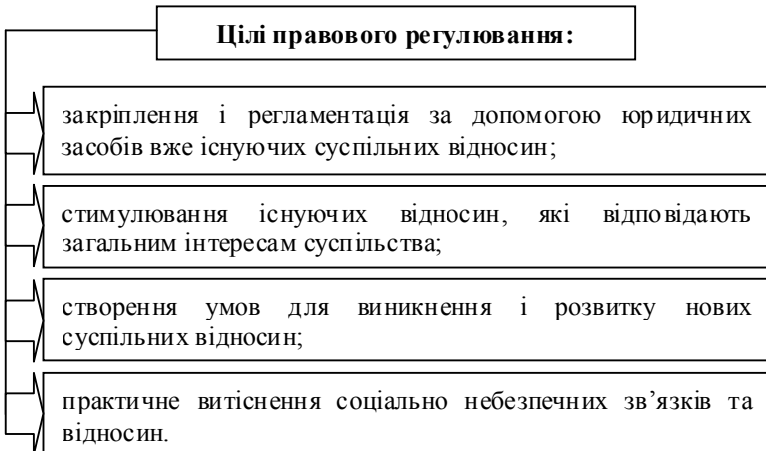 Цілі правового регулювання:
закріплення і регламентація за допомогою юридичних
засобів вже існуючих суспільних відносин;
стимулювання існуючих відносин, які відповідають
загальним інтересам суспільства;
створення умов для виникнення і розвитку нових
суспільних відносин;
практичне витіснення соціально небезпечних зв’язків та
відносин.